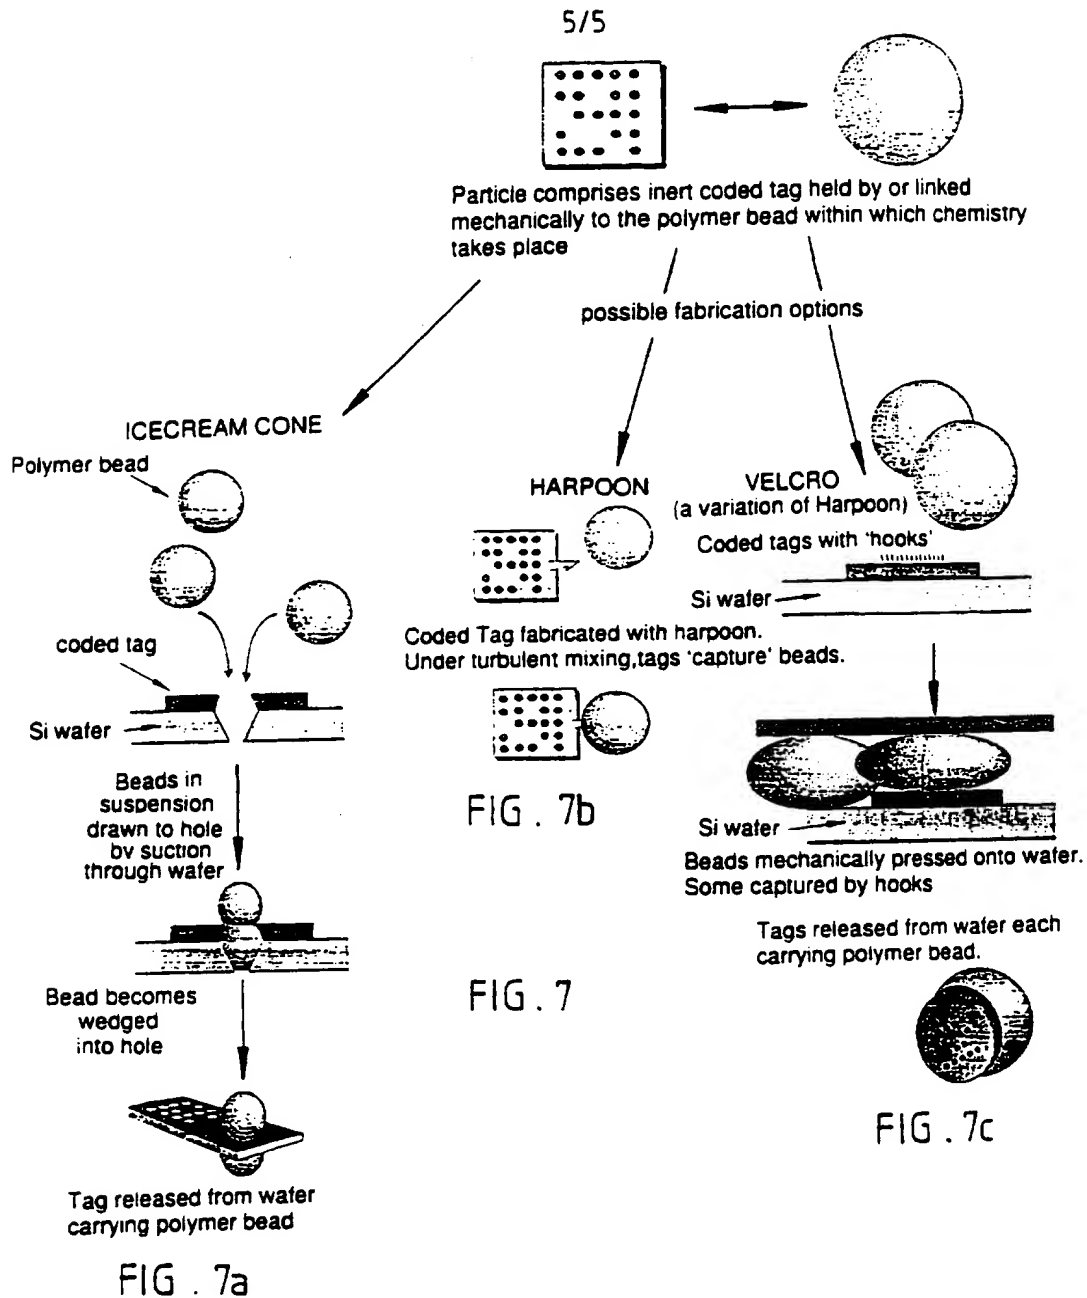 5/5
Particle comprises inert coded tag held by or linked
mechanically to the polymer bead within which chemistry
takes place
possible fabrication options
ICECREAM CONE
Polymer bead
coded tag
Si wafer
Beads in
suspension
drawn to hole
by suction
through wafer
Bead becomes
wedged
into hole
Tag released from wafer
carrying polymer bead
FIG . 7a
HARPOON
Coded Tag fabricated with harpoon.
Under turbulent mixing,tags 'capture' beads.
FIG . 7b
FIG . 7
VELCRO
(a variation of Harpoon)
Coded tags with 'hooks'
Si wafer
Si wafer
Beads mechanically pressed onto wafer.
Some captured by hooks
Tags released from wafer each
carrying polymer bead.
FIG . 7c